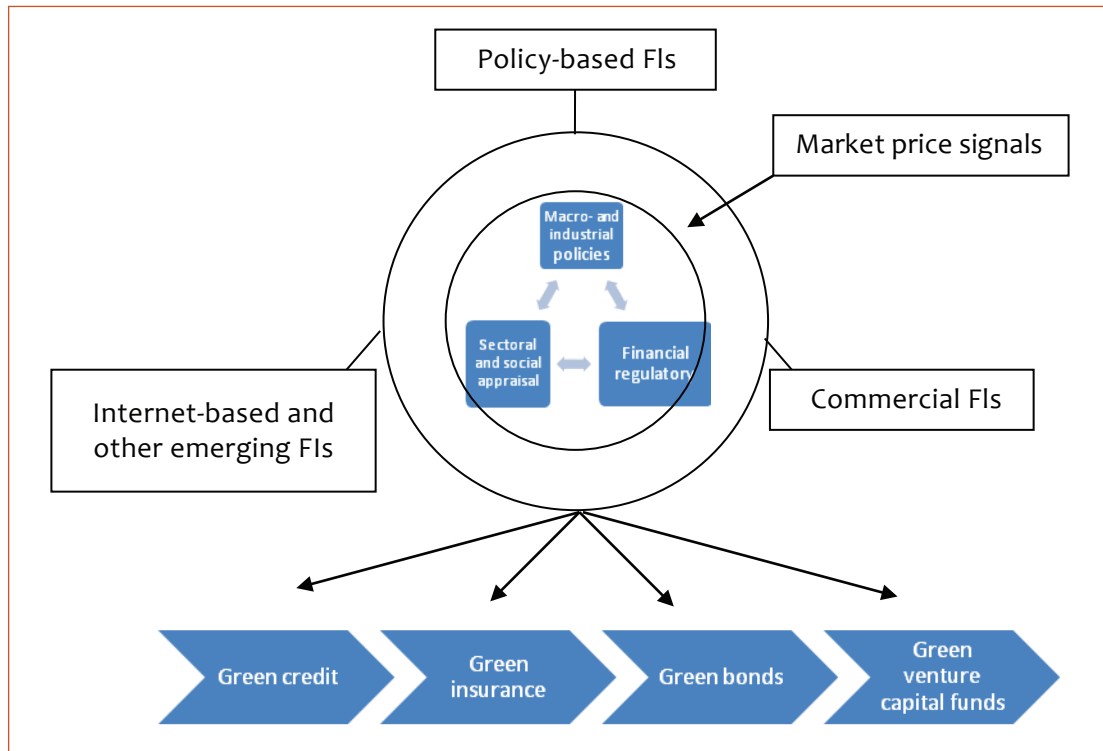 Policy-based FIs
Market price signals
Macro- and
industrial
policies
Sectoral
and social
appraisal
Financial
regulatory
Internet-based and
other emerging FIs
Commercial FIs
Green credit
Green
insurance
Green bonds
Green
venture
capital funds